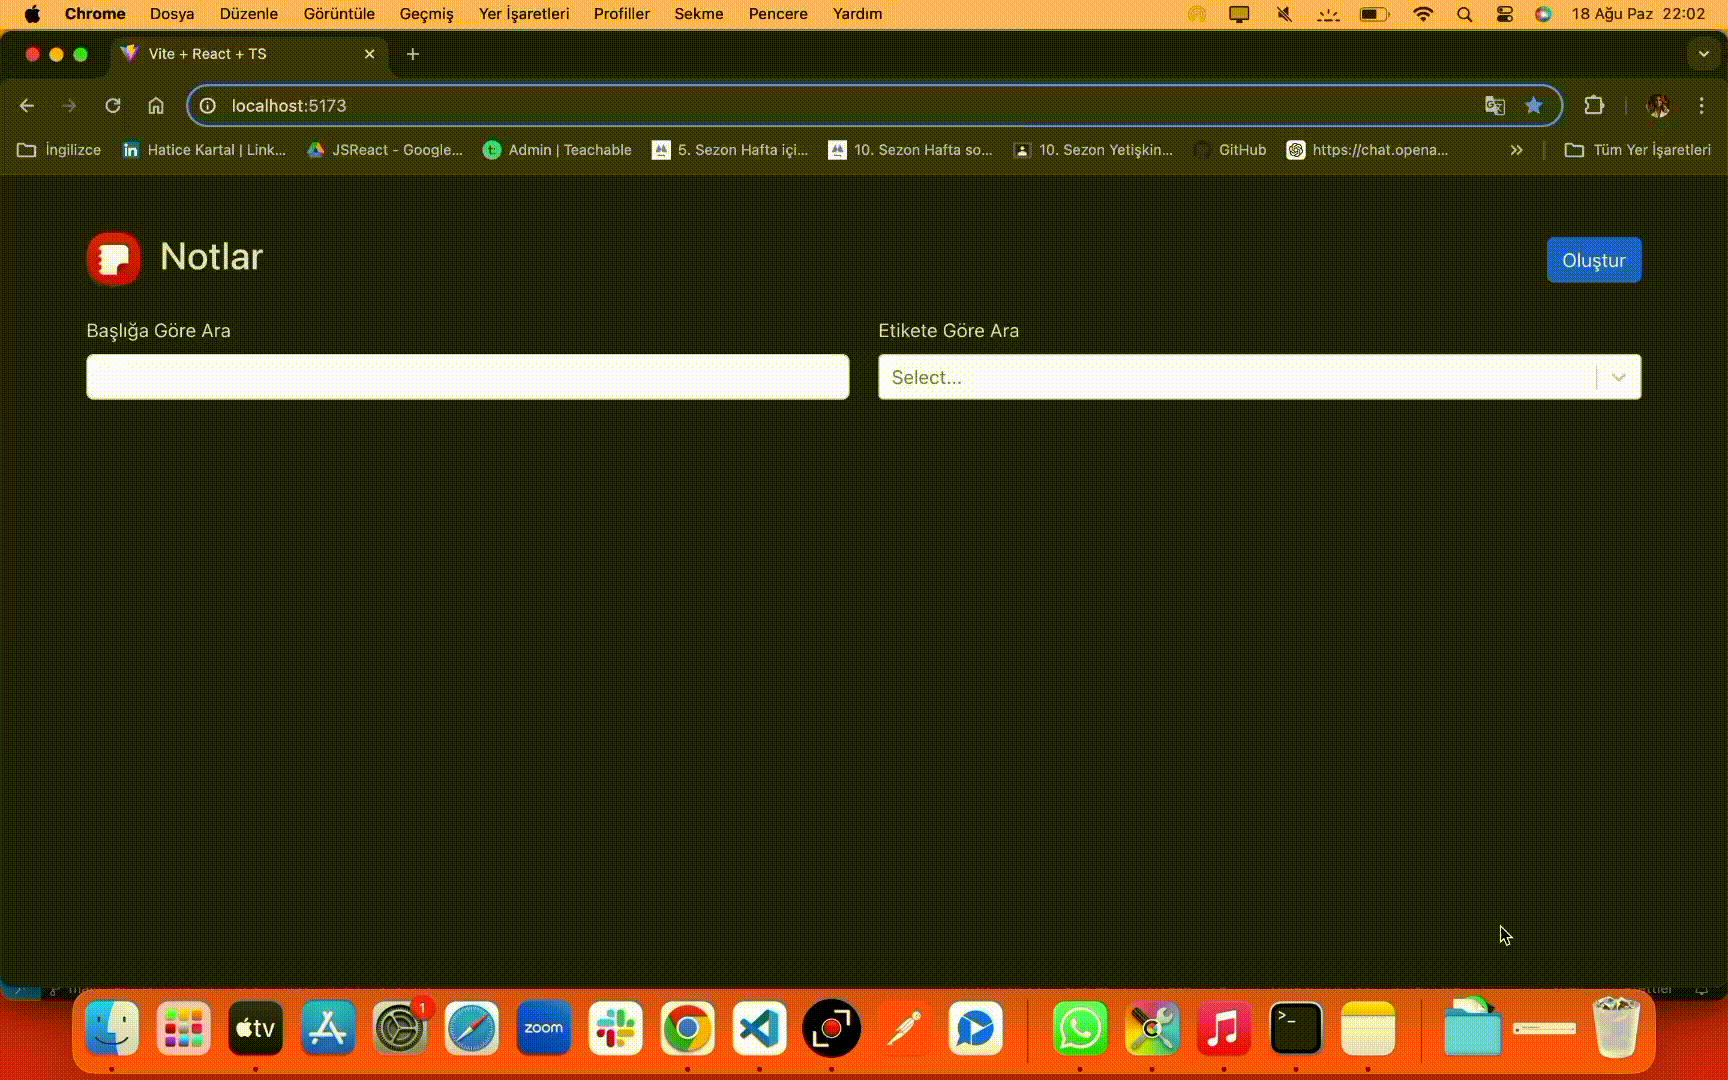 Chrome Dosya Düzenle Görüntüle Geçmiş Yer İşaretleri Profiller Sekme Pencere Yardım 18 Ağu Paz 22:02
Vite + React + TS
localhost:5173
İngilizce Hatice Kartal | Link... JSReact - Google... Admin | Teachable 5. Sezon Hafta içi... 10. Sezon Hafta so... 10. Sezon Yetişkin... GitHub https://chat.opena... Tüm Yer İşaretleri
Notlar
Oluştur
Başlığa Göre Ara
Etikete Göre Ara
Select...
1
tv
zoom